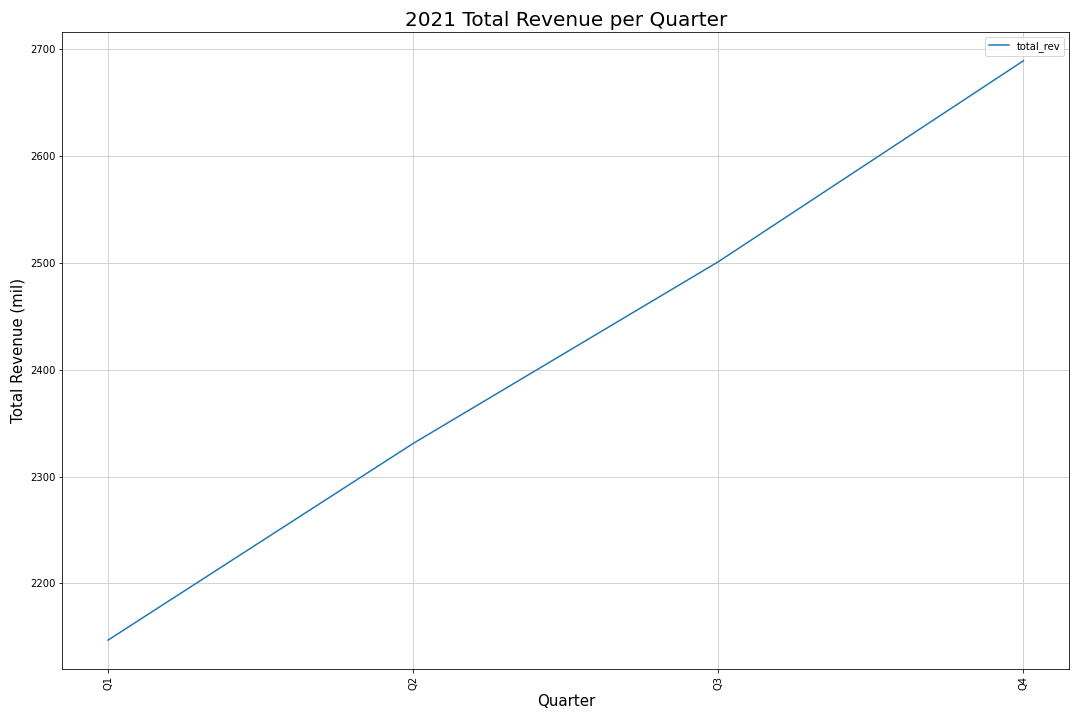 2021 Total Revenue per Quarter
total_rev
2700
2600
2500
2400
2300
2200
Total Revenue (mil)
Q1
Q2
Q3
Q4
Quarter